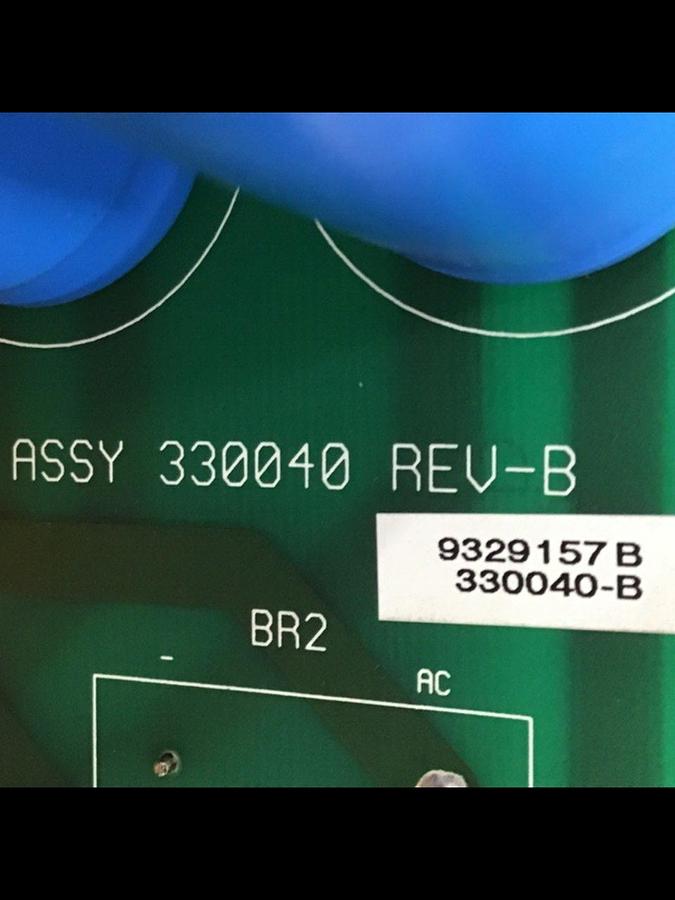 ASSY 330040 REV-B
9329157 B
330040-B
BR2
-
AC